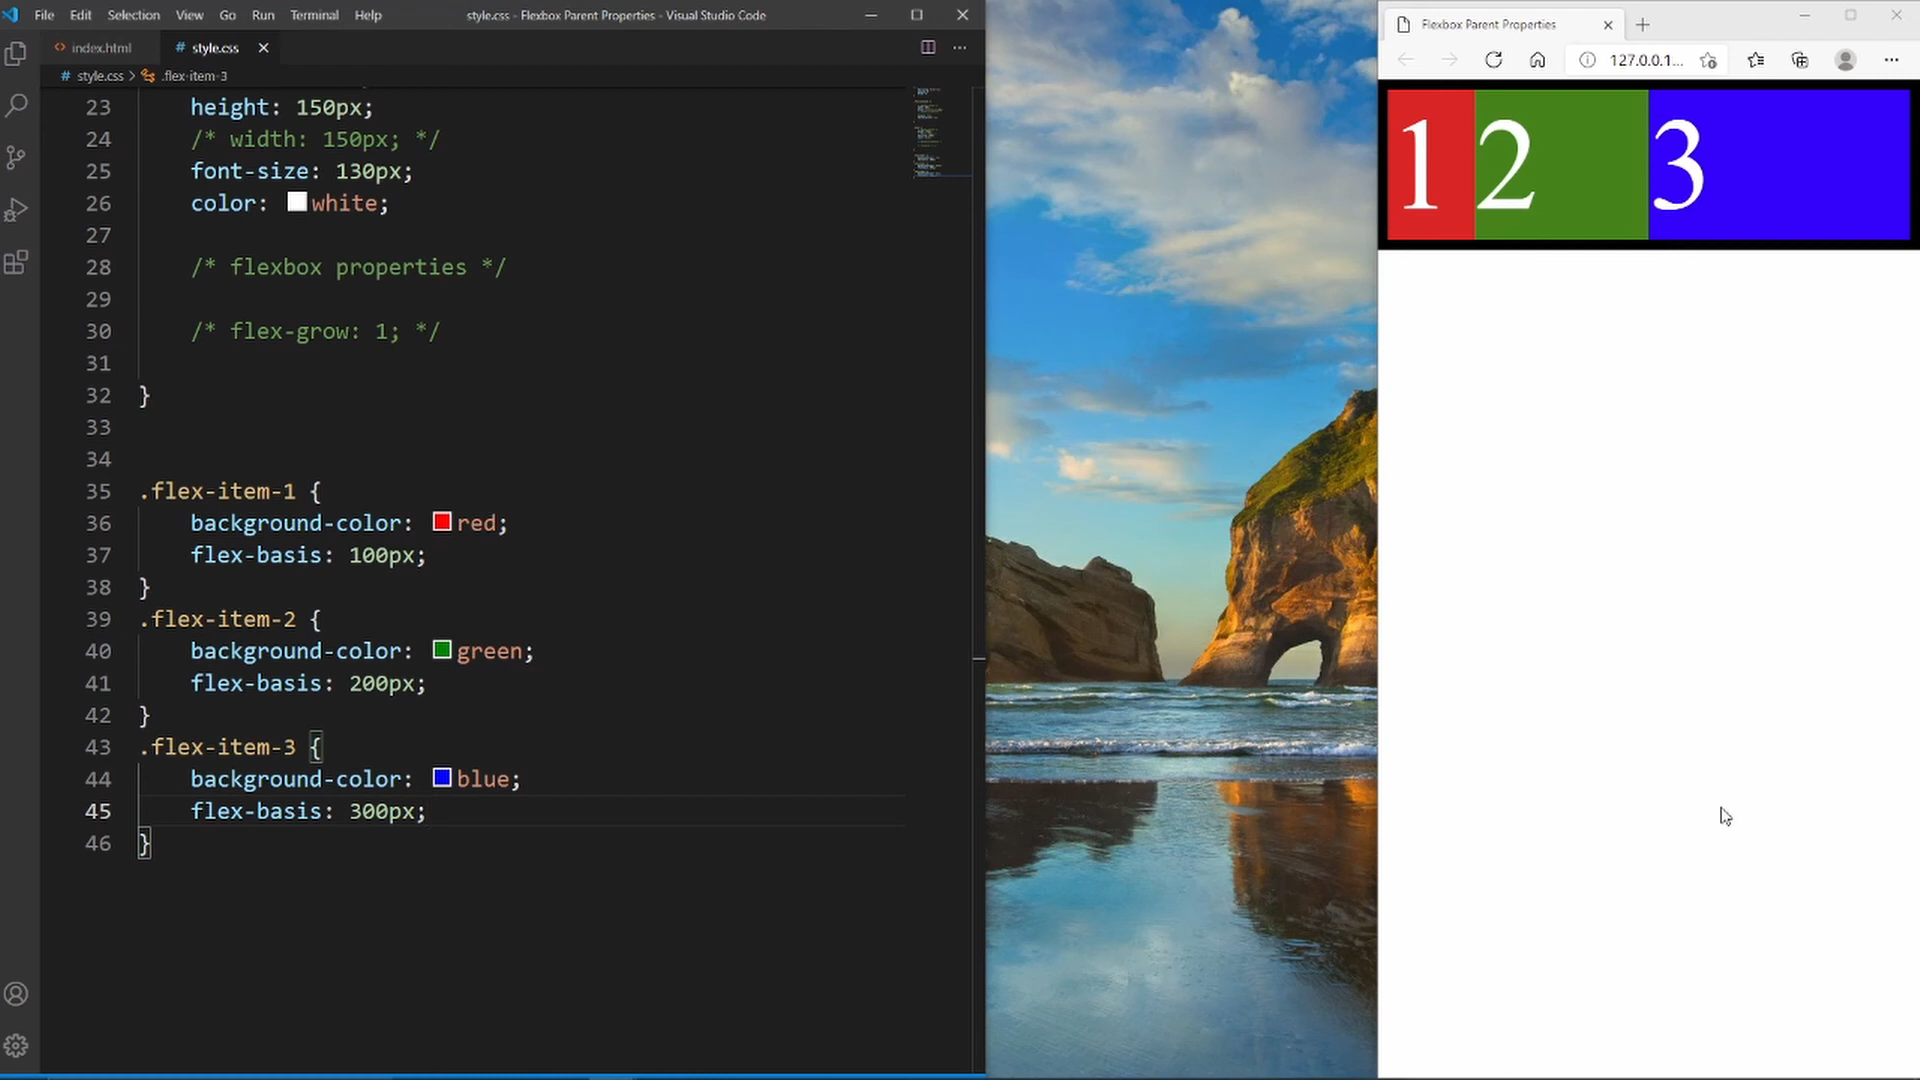 File Edit Selection View Go Run Terminal Help
style.css - Flexbox Parent Properties - Visual Studio Code
index.html
# style.css
# style.css > .flex-item-3
23 height: 150px;
24 /* width: 150px; */
25 font-size: 130px;
26 color: white;
27
28 /* flexbox properties */
29
30 /* flex-grow: 1; */
31
32 }
33
34
35 .flex-item-1 {
36 background-color: red;
37 flex-basis: 100px;
38 }
39 .flex-item-2 {
40 background-color: green;
41 flex-basis: 200px;
42 }
43 .flex-item-3 {
44 background-color: blue;
45 flex-basis: 300px;
46 }
Flexbox Parent Properties
127.0.0.1...
1 2 3